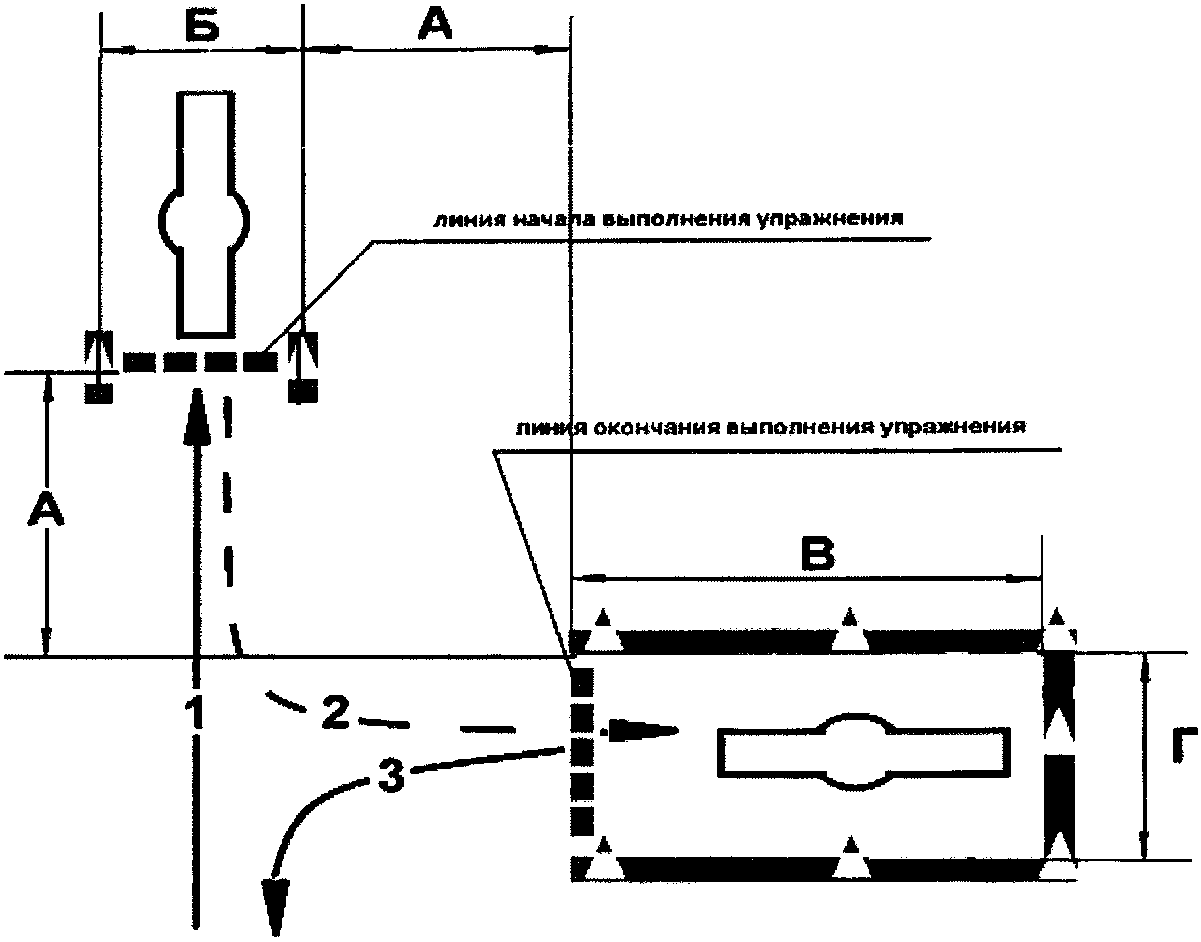 Б
А
линия начала выполнения упражнения
линия окончания выполнения упражнения
А
В
1
2
3
Г